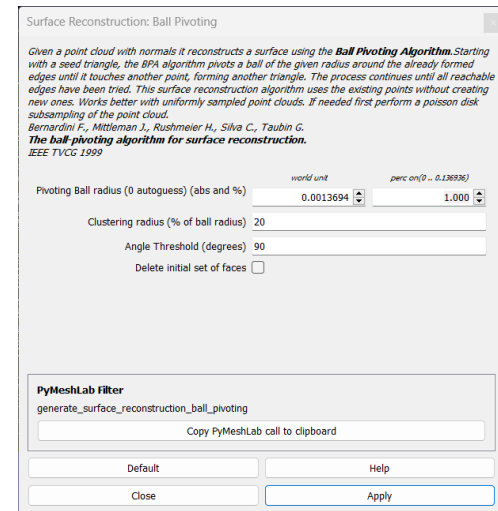 Surface Reconstruction: Ball Pivoting
x
Given a point cloud with normals it reconstructs a surface using the Ball Pivoting Algorithm.Starting
with a seed triangle, the BPA algorithm pivots a ball of the given radius around the already formed
edges until it touches another point, forming another triangle. The process continues until all reachable
edges have been tried. This surface reconstruction algorithm uses the existing points without creating
new ones. Works better with uniformly sampled point clouds. If needed first perform a poisson disk
subsampling of the point cloud.
Bernardini F., Mittleman J., Rushmeier H., Silva C., Taubin G.
The ball-pivoting algorithm for surface reconstruction.
IEEE TVCG 1999
world unit perc on(0 .. 0.136936)
Pivoting Ball radius (0 autoguess) (abs and %) 0.0013694 1.000
Clustering radius (% of ball radius) 20
Angle Threshold (degrees) 90
Delete initial set of faces
PyMeshLab Filter
generate_surface_reconstruction_ball_pivoting
Copy PyMeshLab call to clipboard
Default Help
Close Apply